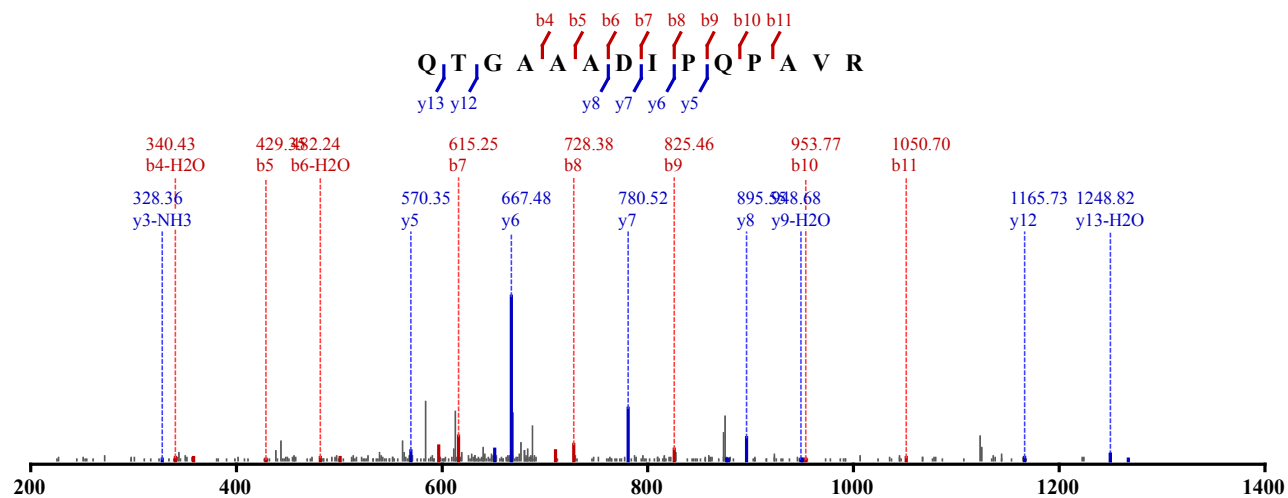 b4 b5 b6 b7 b8 b9 b10 b11
Q T G A A A D I P Q P A V R
y13 y12 y8 y7 y6 y5
340.43 429.35 482.24 615.25 728.38 825.46 953.77 1050.70
b4-H2O b5 b6-H2O b7 b8 b9 b10 b11
328.36 570.35 667.48 780.52 895.55 948.68 1165.73 1248.82
y3-NH3 y5 y6 y7 y8 y9-H2O y12 y13-H2O
200 400 600 800 1000 1200 1400